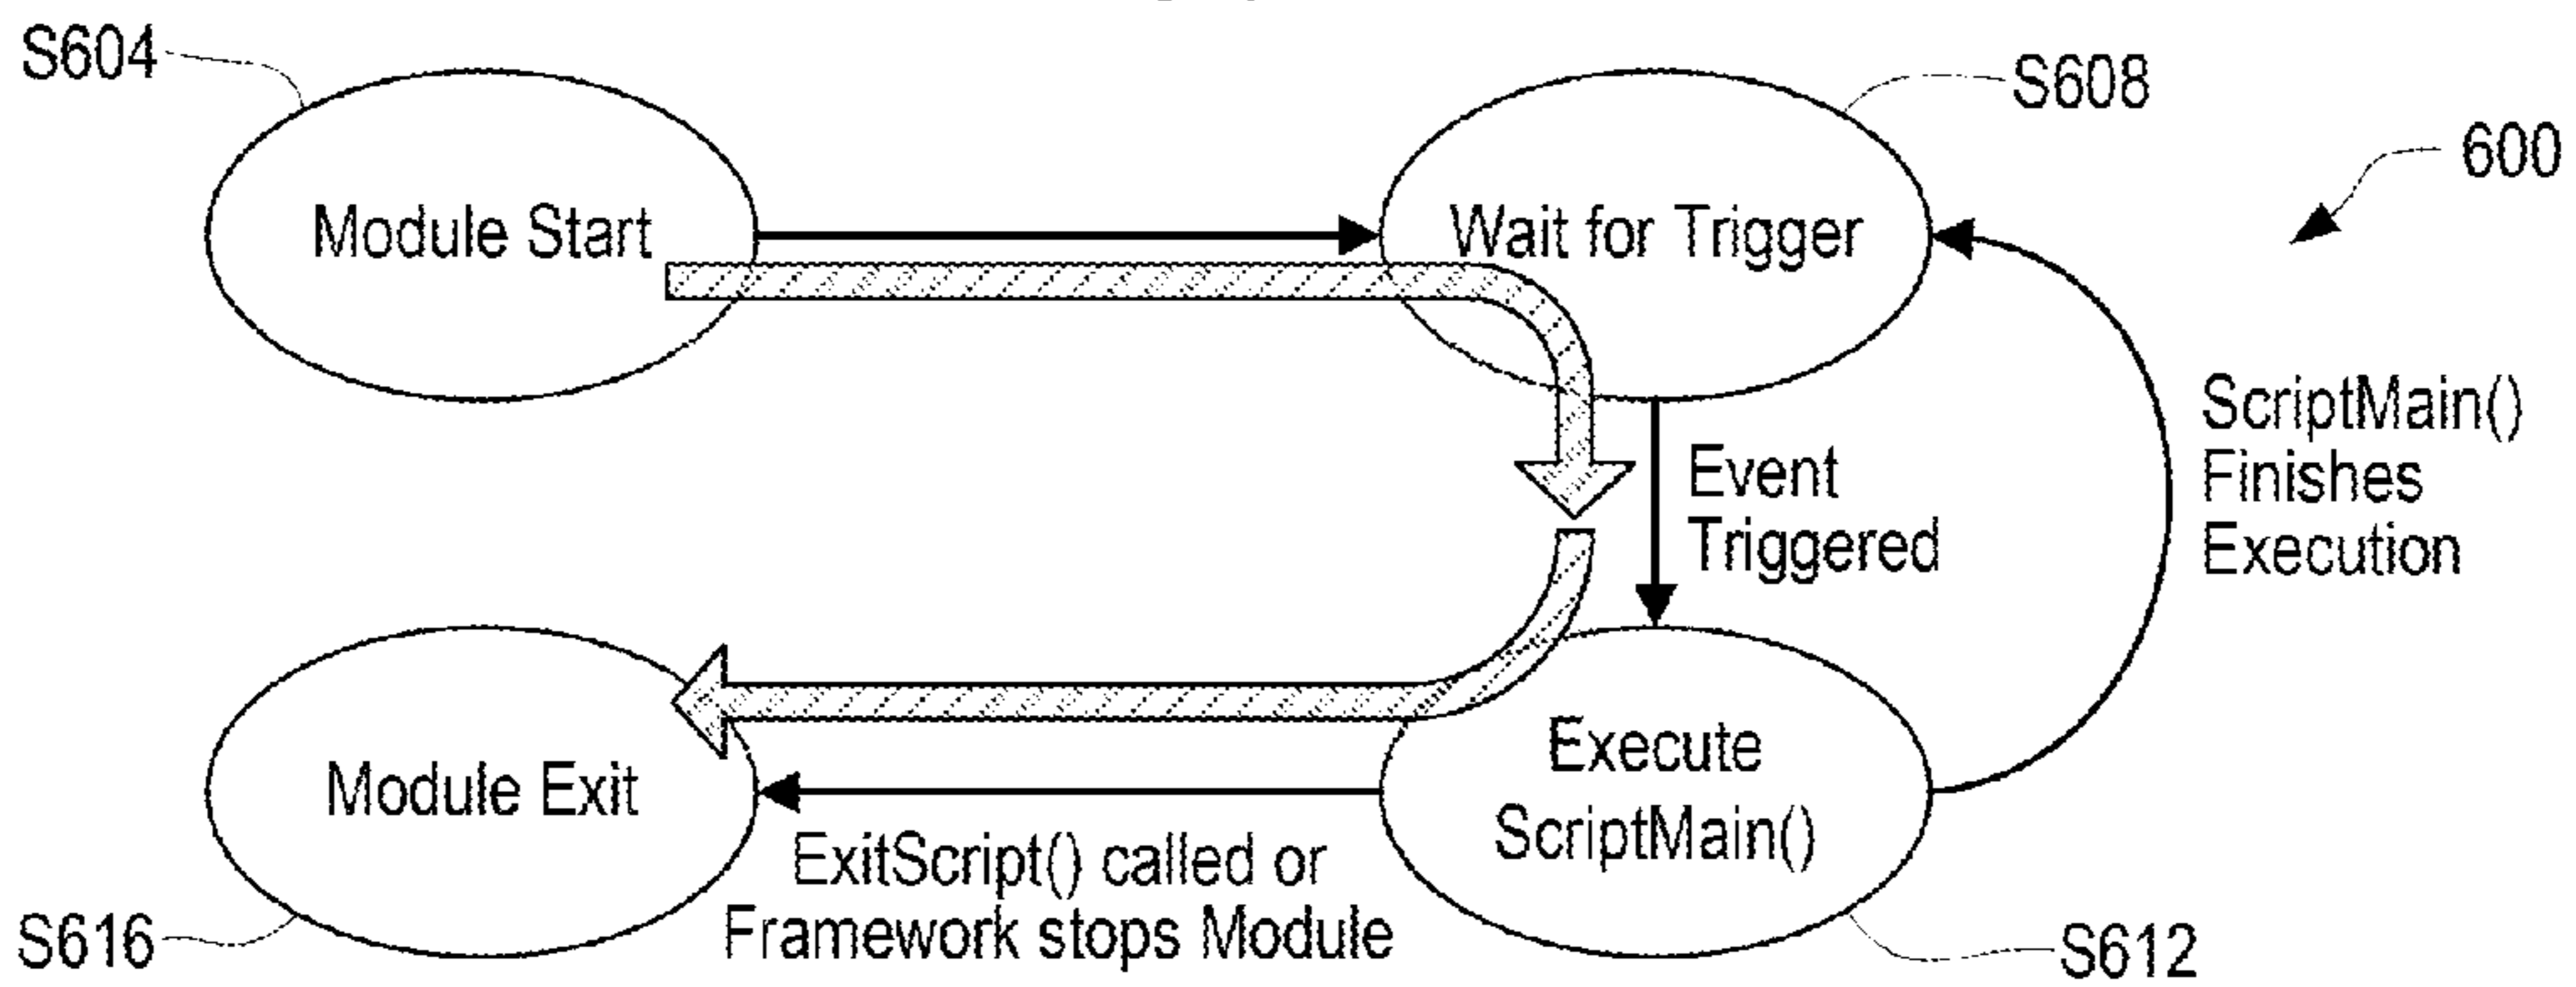 S604
S608
600
Module Start
Wait for Trigger
ScriptMain()
Finishes
Execution
Event
Triggered
Module Exit
Execute
ScriptMain()
ExitScript() called or
Framework stops Module
S616
S612